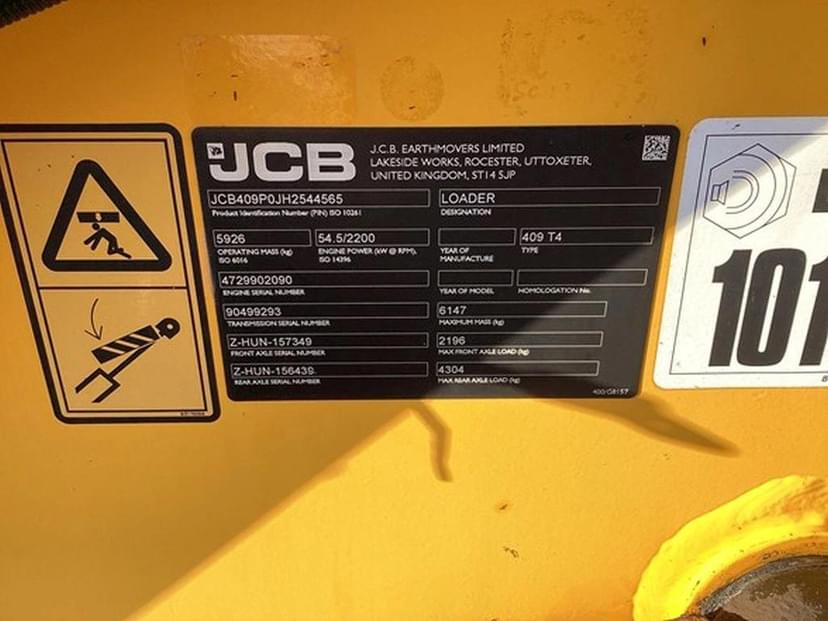 JCB
J.C.B. EARTHMOVERS LIMITED
LAKESIDE WORKS, ROCESTER, UTTOXETER,
UNITED KINGDOM, ST14 5JP
JCB409P0JH2544565
Product Identification Number (PIN) ISO 10261
LOADER
DESIGNATION
5926
OPERATING MASS (kg)
ISO 6016
54.5/2200
ENGINE POWER (kW @ RPM),
ISO 14396
YEAR OF
MANUFACTURE
409 T4
TYPE
4729902090
ENGINE SERIAL NUMBER
YEAR OF MODEL
HOMOLOGATION No.
90499293
TRANSMISSION SERIAL NUMBER
6147
MAXIMUM MASS (kg)
Z-HUN-157349
FRONT AXLE SERIAL NUMBER
2196
MAX FRONT AXLE LOAD (kg)
Z-HUN-156439
REAR AXLE SERIAL NUMBER
4304
MAX REAR AXLE LOAD (kg)
400/G8157
101